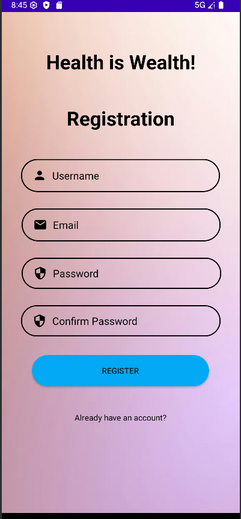 8:45 5G
Health is Wealth!
Registration
Username
Email
Password
Confirm Password
REGISTER
Already have an account?